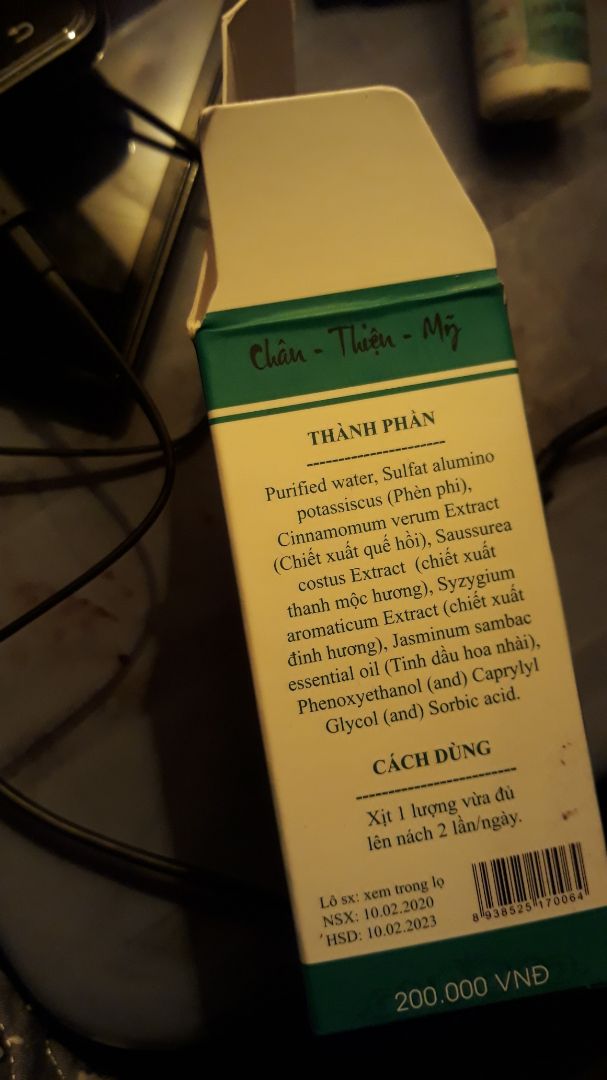 Chân - Thiện - Mỹ
THÀNH PHẦN
Purified water, Sulfat alumino
potassiscus (Phèn phi),
Cinnamomum verum Extract
(Chiết xuất quế hồi), Saussurea
costus Extract (chiết xuất
thanh mộc hương), Syzygium
aromaticum Extract (chiết xuất
đinh hương), Jasminum sambac
essential oil (Tinh dầu hoa nhài),
Phenoxyethanol (and) Caprylyl
Glycol (and) Sorbic acid.
CÁCH DÙNG
Xịt 1 lượng vừa đủ
lên nách 2 lần/ngày.
Lô sx: xem trong lọ
NSX: 10.02.2020
HSD: 10.02.2023
8 938525 170064
200.000 VNĐ